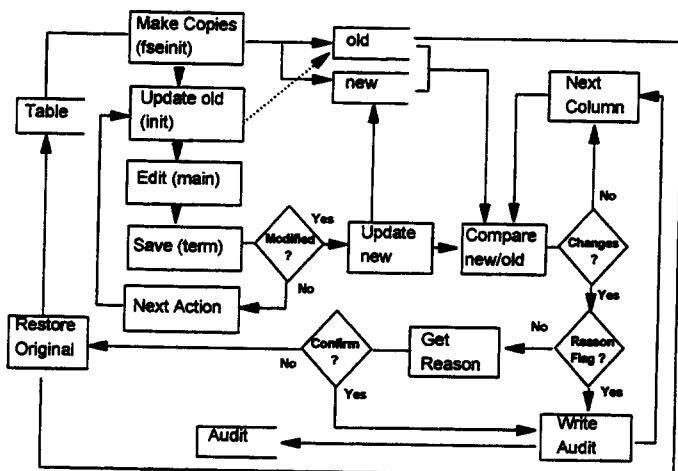 Make Copies
(fseinit)
old
new
Next
Column
Table
Update old
(init)
Edit (main)
No
Yes
Save (term)
Modified
?
Update
new
Compare
new/old
Changes
?
No
Next Action
Yes
Restore
Original
Confirm
?
No
Get
Reason
No
Reason
Flag ?
Yes
Yes
Audit
Write
Audit